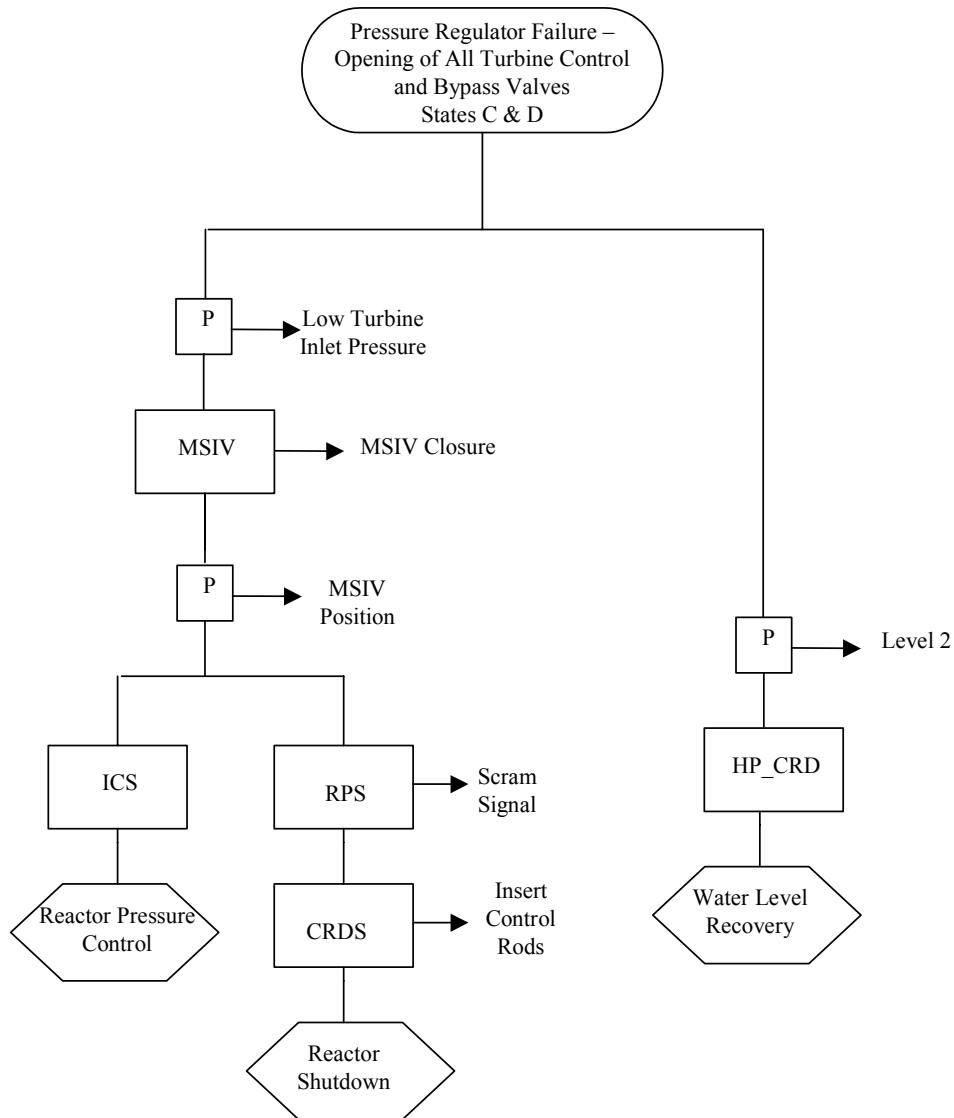 Pressure Regulator Failure –
Opening of All Turbine Control
and Bypass Valves
States C & D
P
Low Turbine
Inlet Pressure
MSIV
MSIV Closure
P
MSIV
Position
P
Level 2
ICS
RPS
Scram
Signal
HP_CRD
Reactor Pressure
Control
CRDS
Insert
Control
Rods
Water Level
Recovery
Reactor
Shutdown